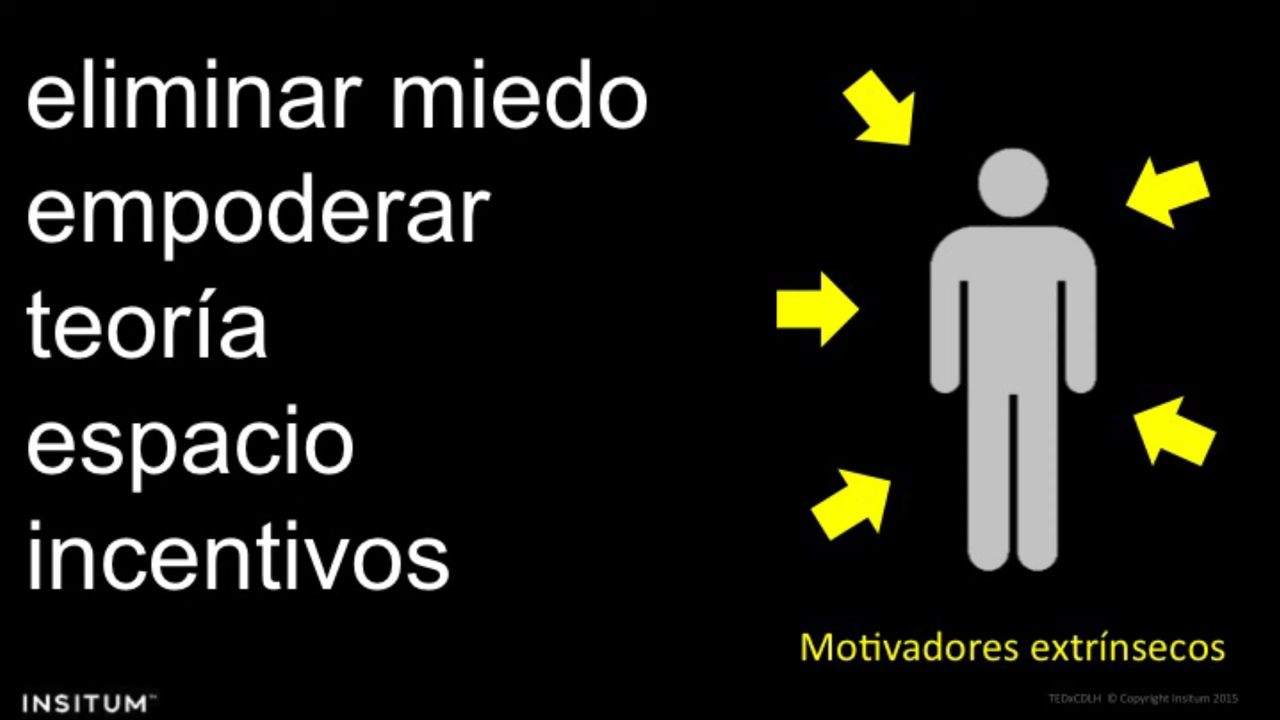 eliminar miedo
empoderar
teoría
espacio
incentivos
Motivadores extrínsecos
INSITUM™
TEDxCDLH © Copyright Insitum 2015